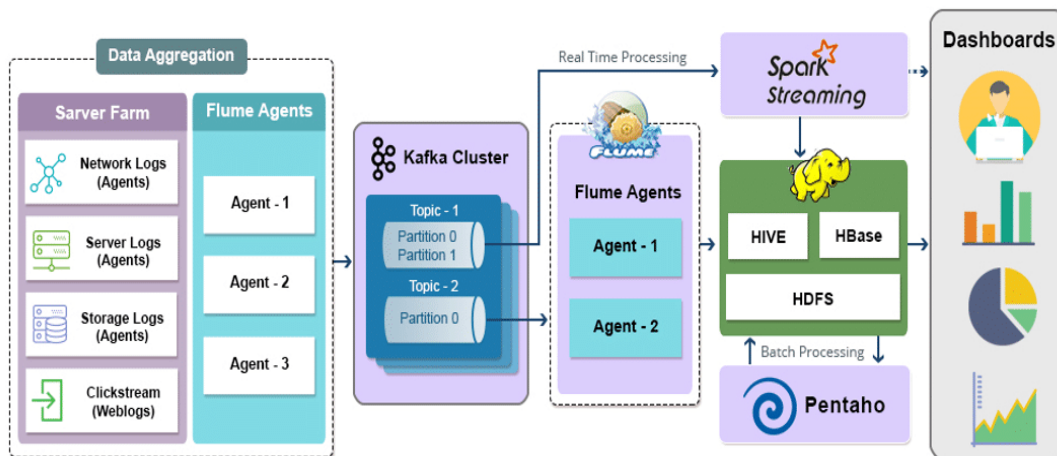 Data Aggregation
Sarver Farm
Network Logs
(Agents)
Server Logs
(Agents)
Storage Logs
(Agents)
Clickstream
(Weblogs)
Flume Agents
Agent - 1
Agent - 2
Agent - 3
Kafka Cluster
Topic - 1
Partition 0
Partition 1
Topic - 2
Partition 0
Real Time Processing
FLUME
Flume Agents
Agent - 1
Agent - 2
Spark
Streaming
HIVE
HBase
HDFS
Batch Processing
Pentaho
Dashboards